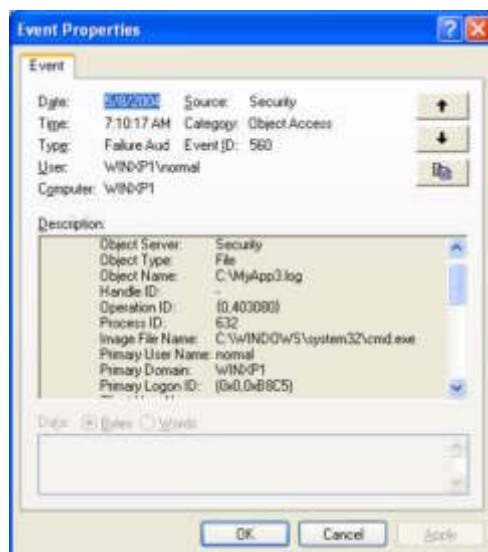 Event Properties
Event
Date: 5/8/2004 Source: Security
Time: 7:10:17 AM Category: Object Access
Type: Failure Aud Event ID: 560
User: WINXP1\normal
Computer: WINXP1
Description:
Object Server: Security
Object Type: File
Object Name: C:\MyApp3.log
Handle ID: -
Operation ID: {0,403080}
Process ID: 632
Image File Name: C:\WINDOWS\system32\cmd.exe
Primary User Name: normal
Primary Domain: WINXP1
Primary Logon ID: (0x0,0xB8C5)
Data: Bytes Words
OK Cancel Apply